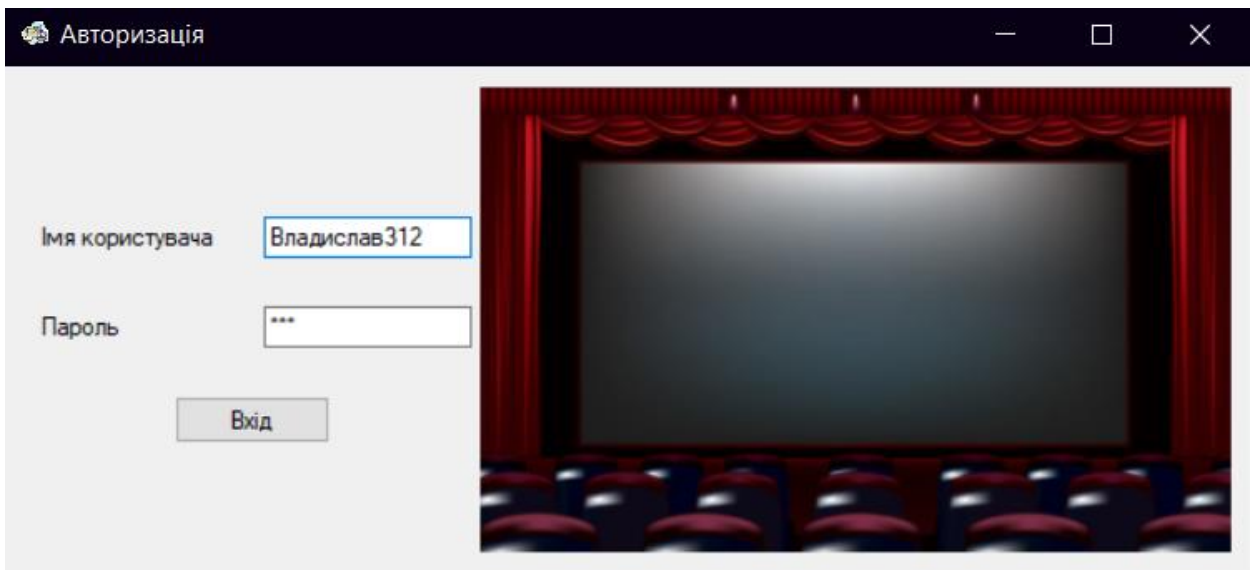 Авторизація
Імя користувача
Владислав312
Пароль
***
Вхід